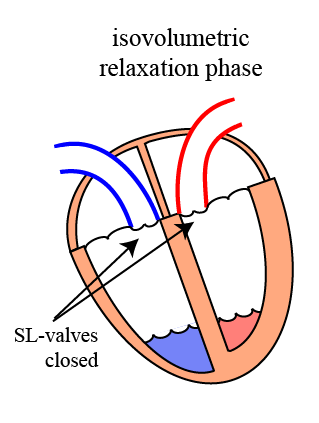 isovolumetric
relaxation phase
SL-valves
closed